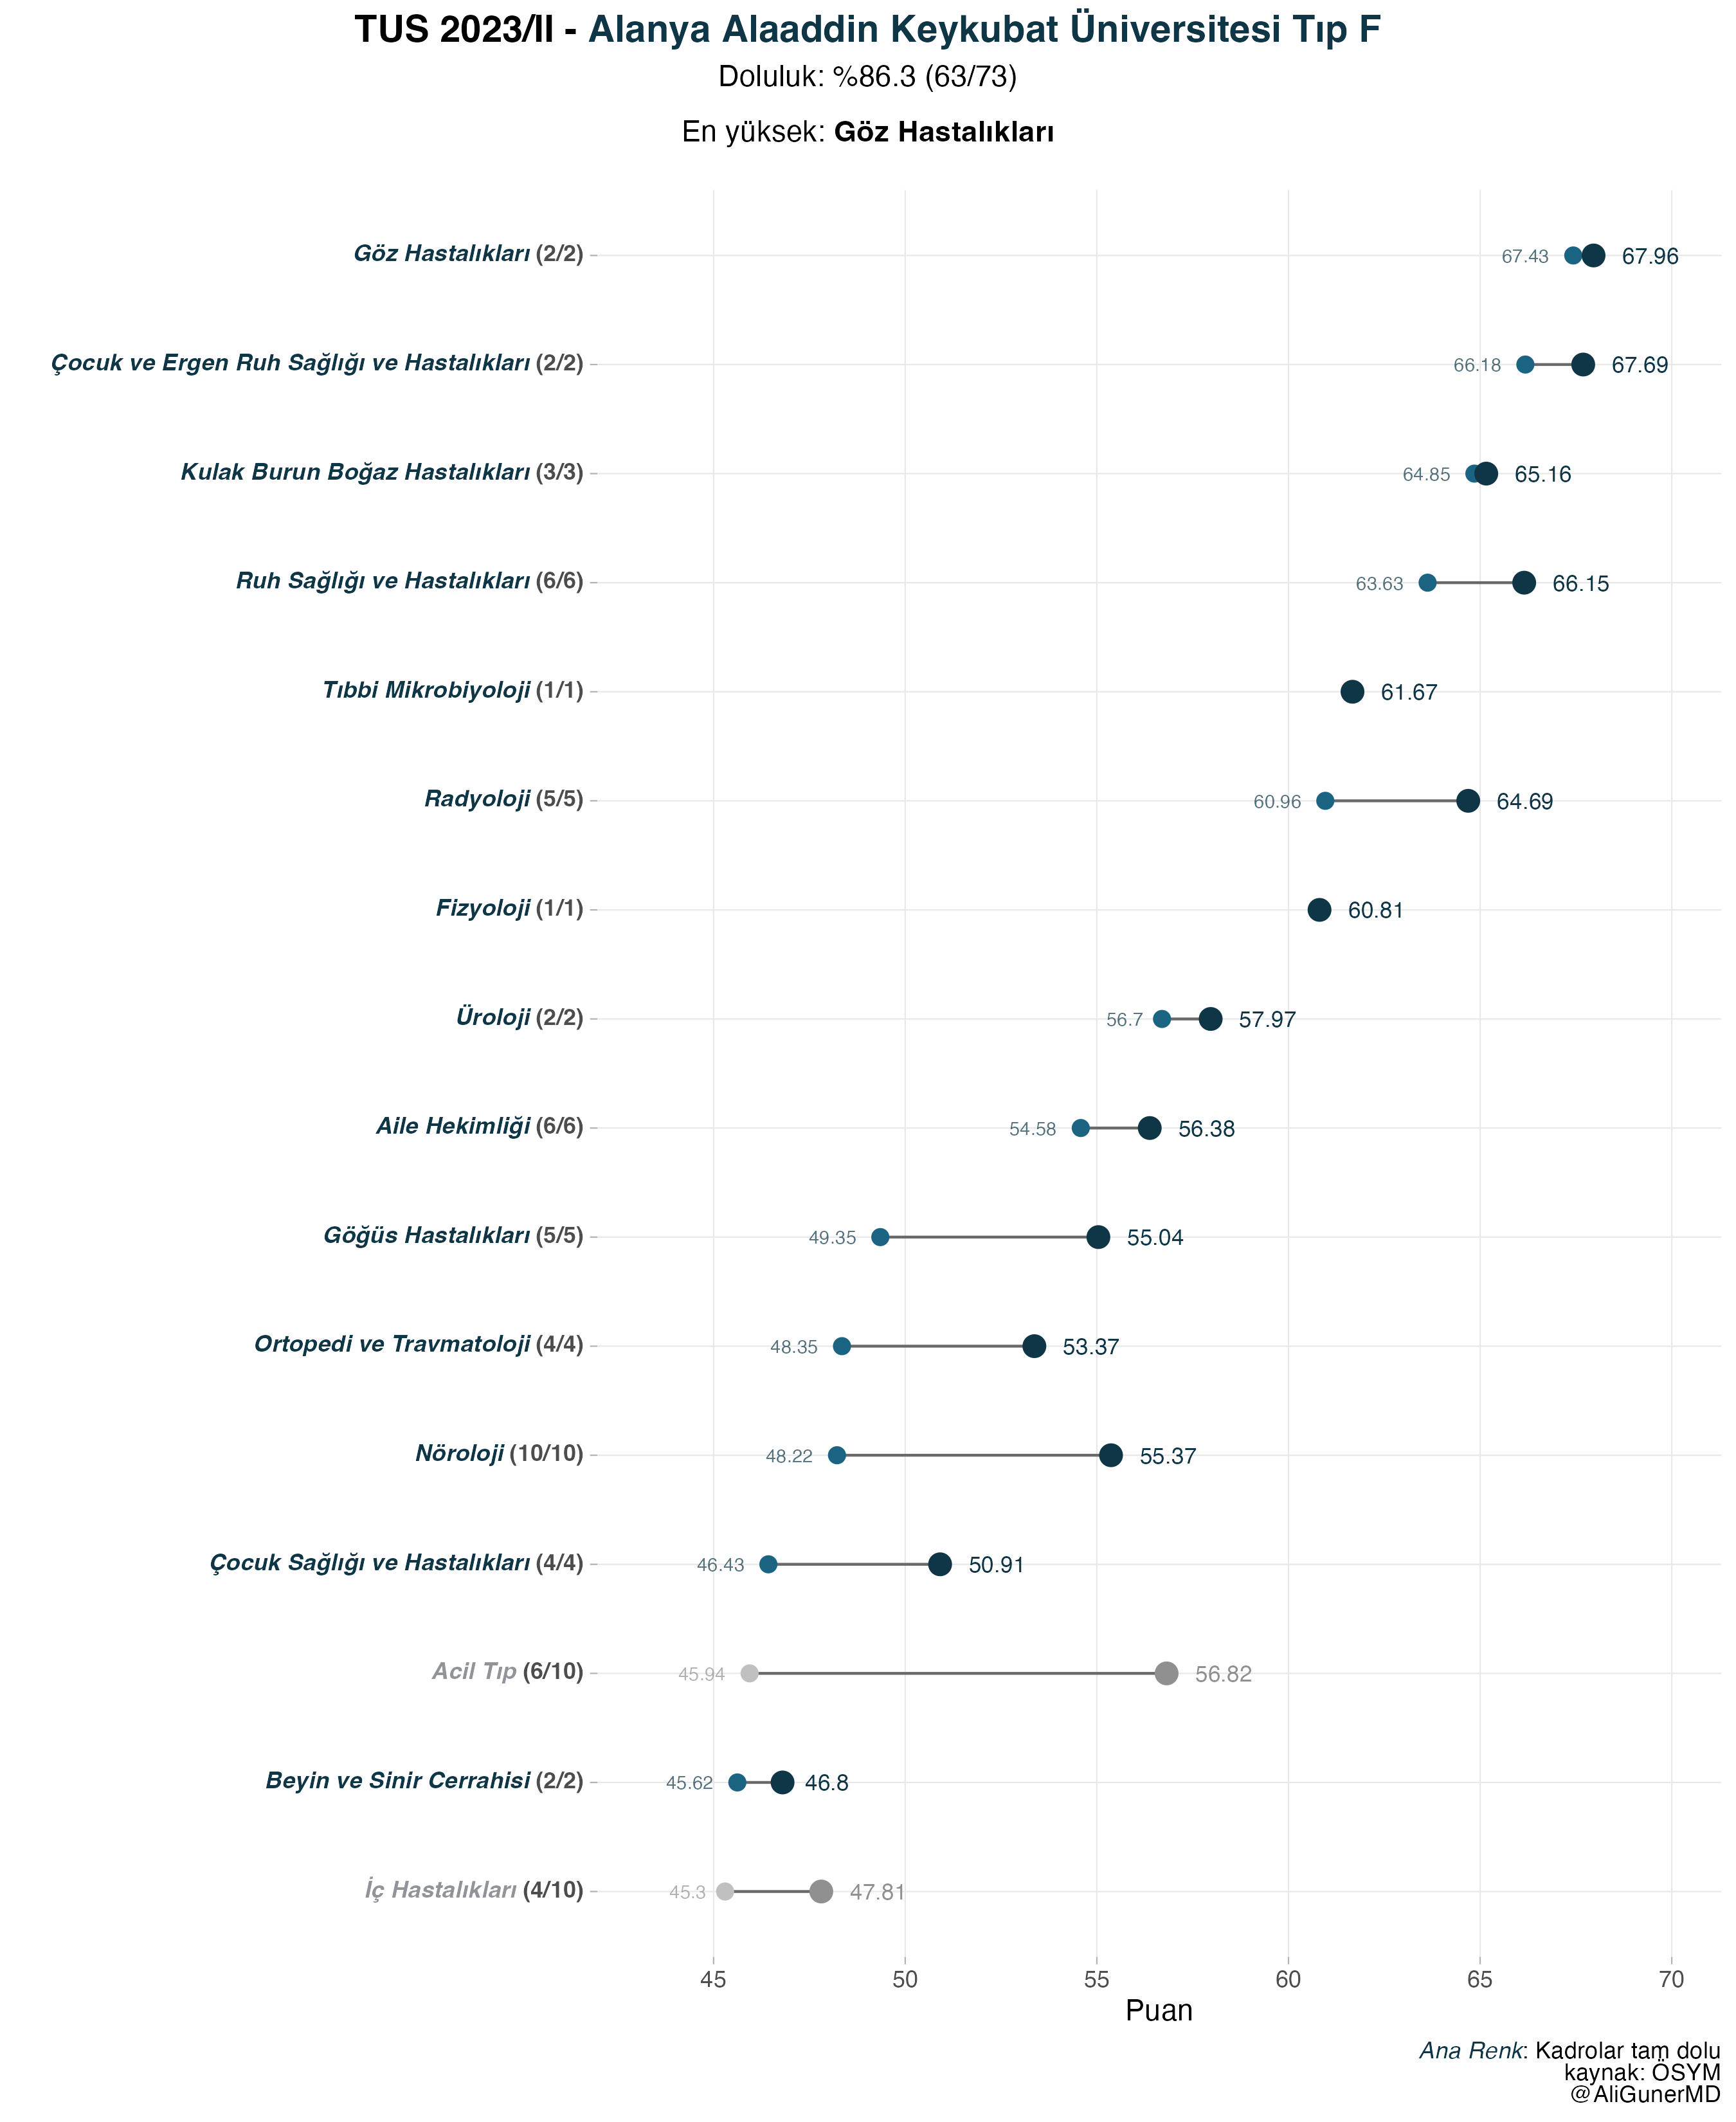 TUS 2023/II - Alanya Alaaddin Keykubat Üniversitesi Tıp F
Doluluk: %86.3 (63/73)
En yüksek: Göz Hastalıkları
Göz Hastalıkları (2/2) 67.43 67.96
Çocuk ve Ergen Ruh Sağlığı ve Hastalıkları (2/2) 66.18 67.69
Kulak Burun Boğaz Hastalıkları (3/3) 64.85 65.16
Ruh Sağlığı ve Hastalıkları (6/6) 63.63 66.15
Tıbbi Mikrobiyoloji (1/1) 61.67
Radyoloji (5/5) 60.96 64.69
Fizyoloji (1/1) 60.81
Üroloji (2/2) 56.7 57.97
Aile Hekimliği (6/6) 54.58 56.38
Göğüs Hastalıkları (5/5) 49.35 55.04
Ortopedi ve Travmatoloji (4/4) 48.35 53.37
Nöroloji (10/10) 48.22 55.37
Çocuk Sağlığı ve Hastalıkları (4/4) 46.43 50.91
Acil Tıp (6/10) 45.94 56.82
Beyin ve Sinir Cerrahisi (2/2) 45.62 46.8
İç Hastalıkları (4/10) 45.3 47.81
45 50 55 60 65 70
Puan
Ana Renk: Kadrolar tam dolu
kaynak: ÖSYM
@AliGunerMD